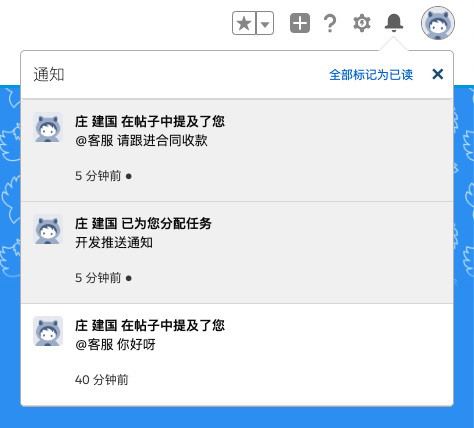 通知
全部标记为已读
庄 建国 在帖子中提及了您
@客服 请跟进合同收款
5 分钟前
庄 建国 已为您分配任务
开发推送通知
5 分钟前
庄 建国 在帖子中提及了您
@客服 你好呀
40 分钟前